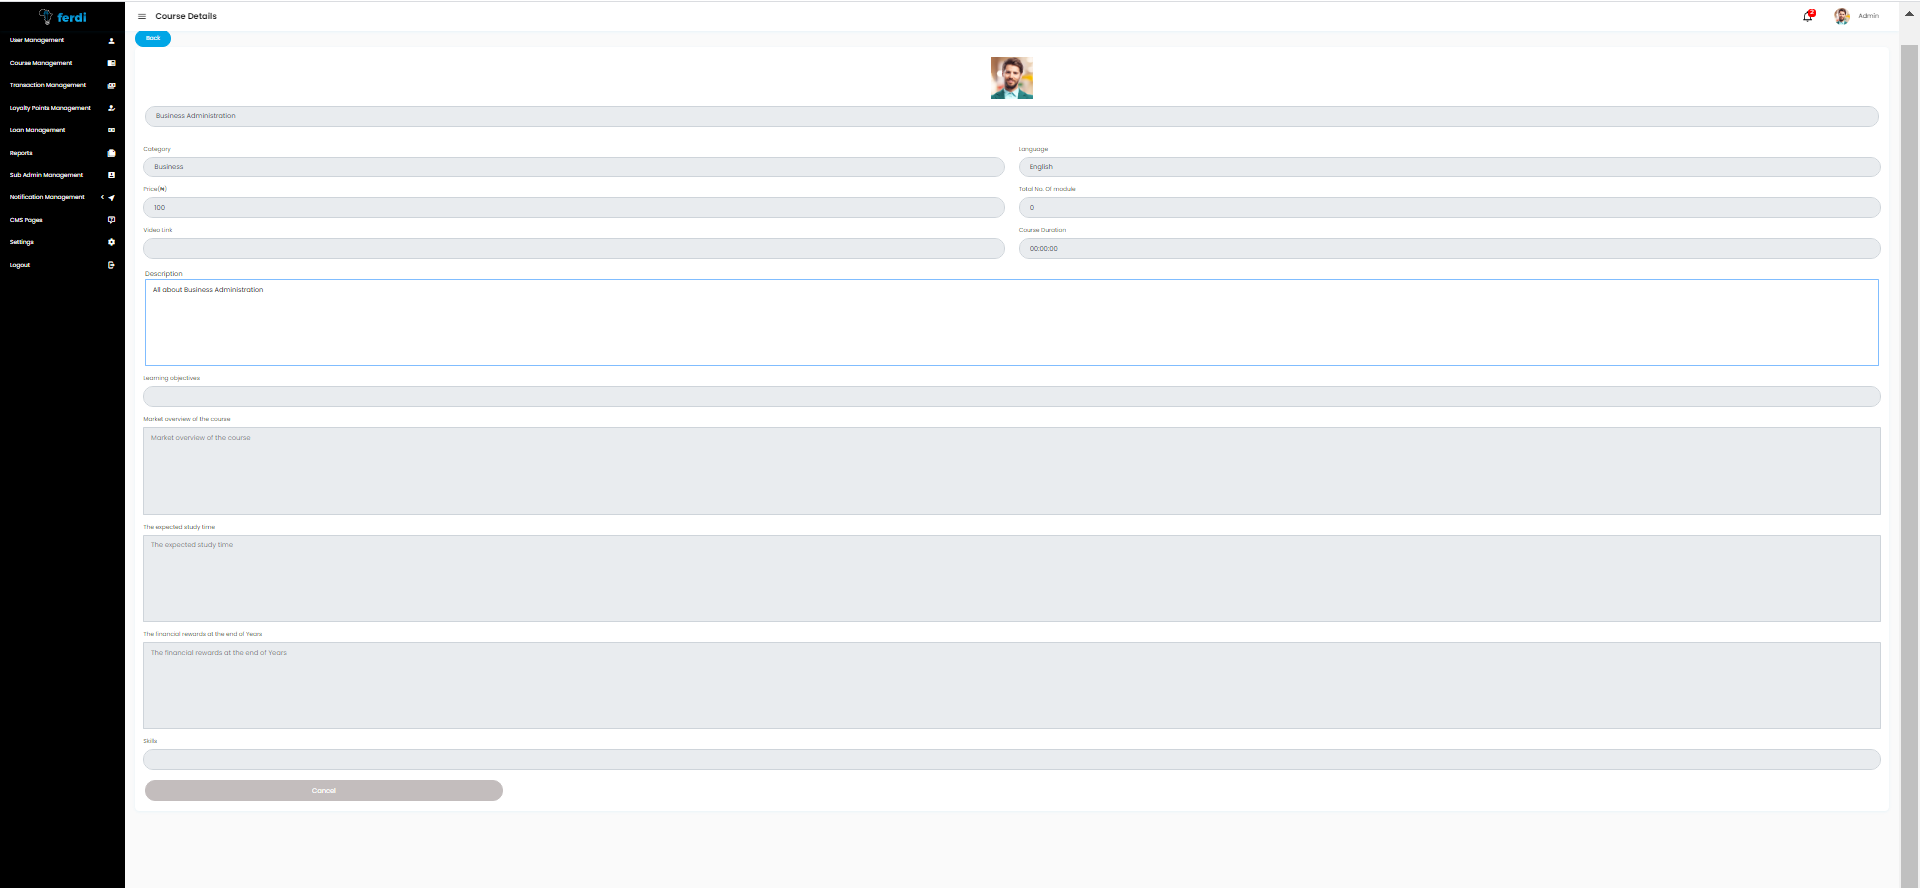 ferdi
Course Details
2
Admin
User Management
Back
Course Management
Transaction Management
Loyalty Points Management
Loan Management
Reports
Sub Admin Management
Notification Management
CMS Pages
Settings
Logout
Business Administration
Category
Language
Business
English
Price(₦)
Total No. Of module
100
0
Video Link
Course Duration
00:00:00
Description
All about Business Administration
Learning objectives
Market overview of the course
Market overview of the course
The expected study time
The expected study time
The financial rewards at the end of Years
The financial rewards at the end of Years
Skills
Cancel